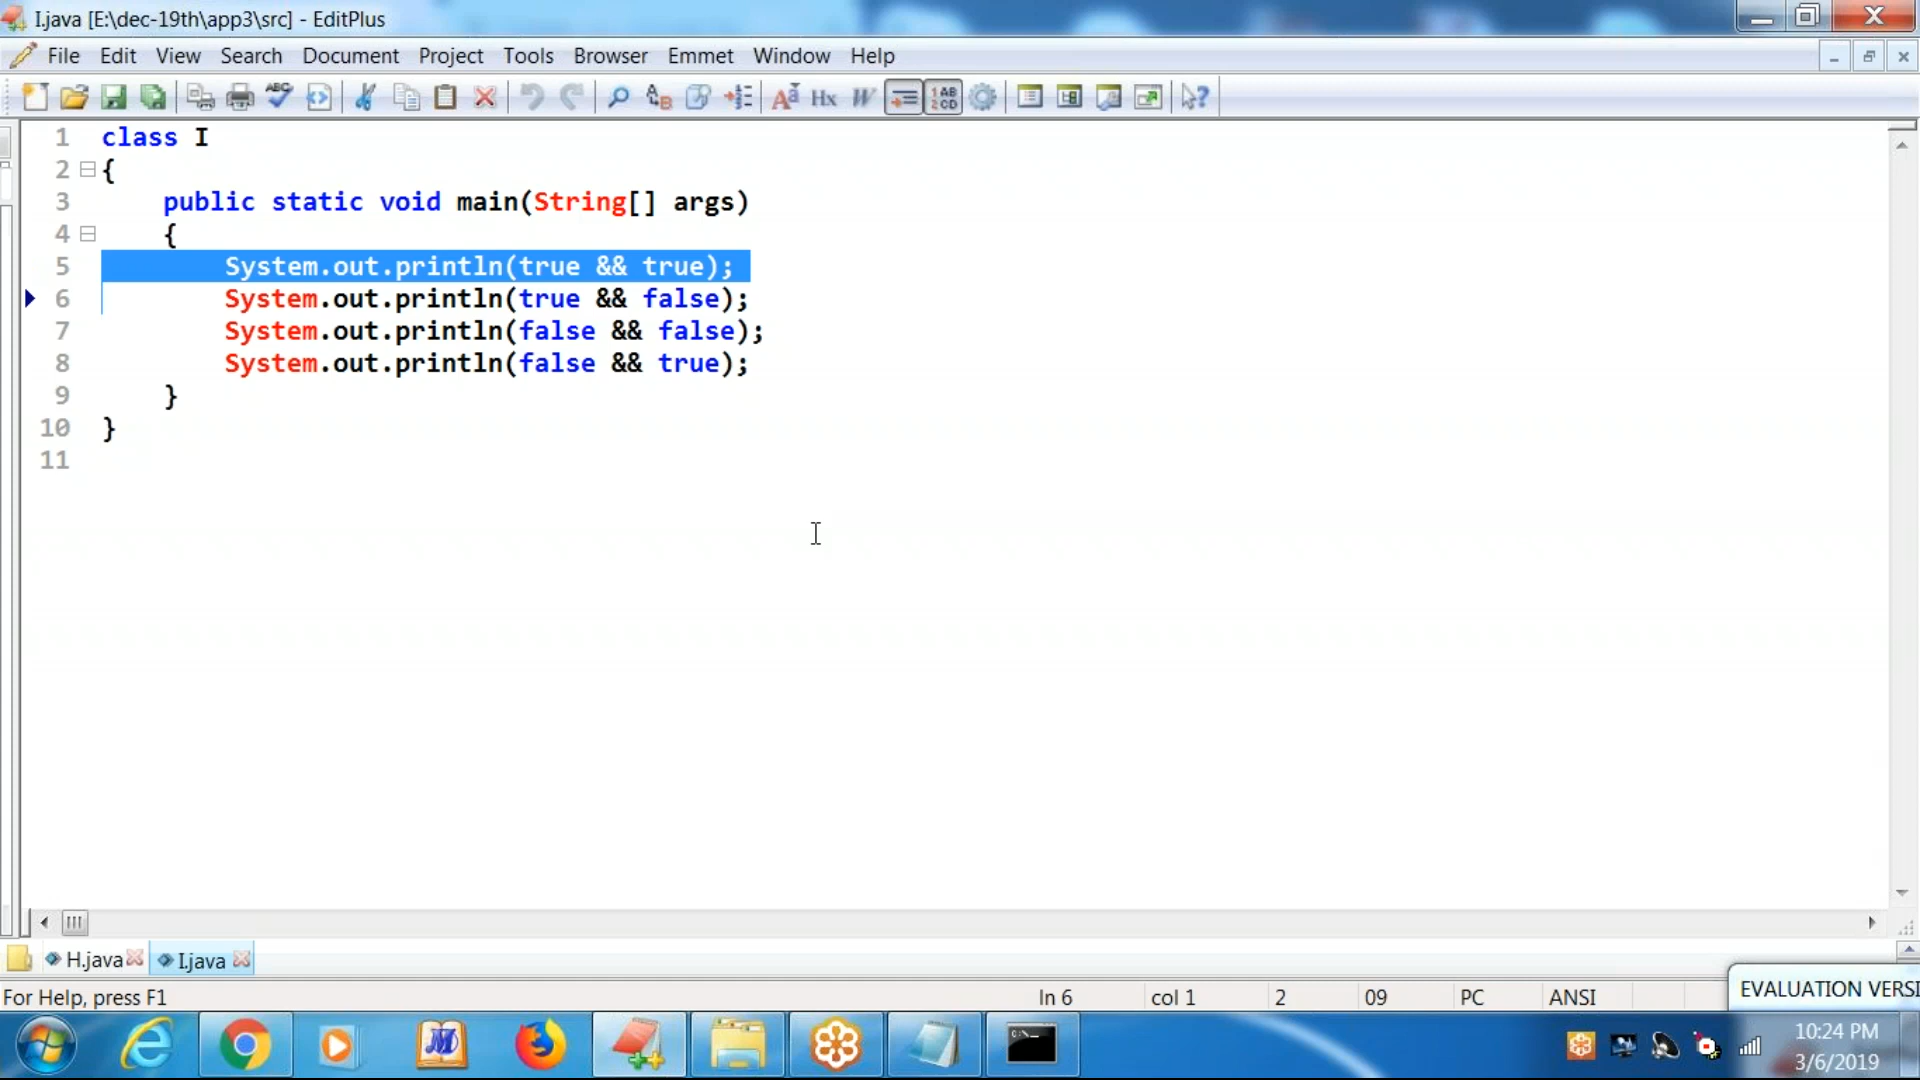 I.java [E:\dec-19th\app3\src] - EditPlus
File Edit View Search Document Project Tools Browser Emmet Window Help
1 class I
2 {
3 public static void main(String[] args)
4 {
5 System.out.println(true && true);
6 System.out.println(true && false);
7 System.out.println(false && false);
8 System.out.println(false && true);
9 }
10 }
11
H.java I.java
For Help, press F1 ln 6 col 1 2 09 PC ANSI EVALUATION VERSI
10:24 PM
3/6/2019